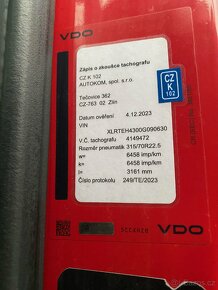 VDO
Zápis o zkoušce tachografu
CZ K 102
AUTOKOM, spol. s.r.o.
Tečovice 362
CZ-763 02 Zlín
CZ
K
102
Datum ověření 4.12.2023
VIN
XLRTEH4300G090630
V.Č. tachografu 4149472
Rozměr pneumatik 315/70R22.5
w= 6458 imp/km
k= 6458 imp/km
l= 3161 mm
Číslo protokolu 249/TE/2023
VDO